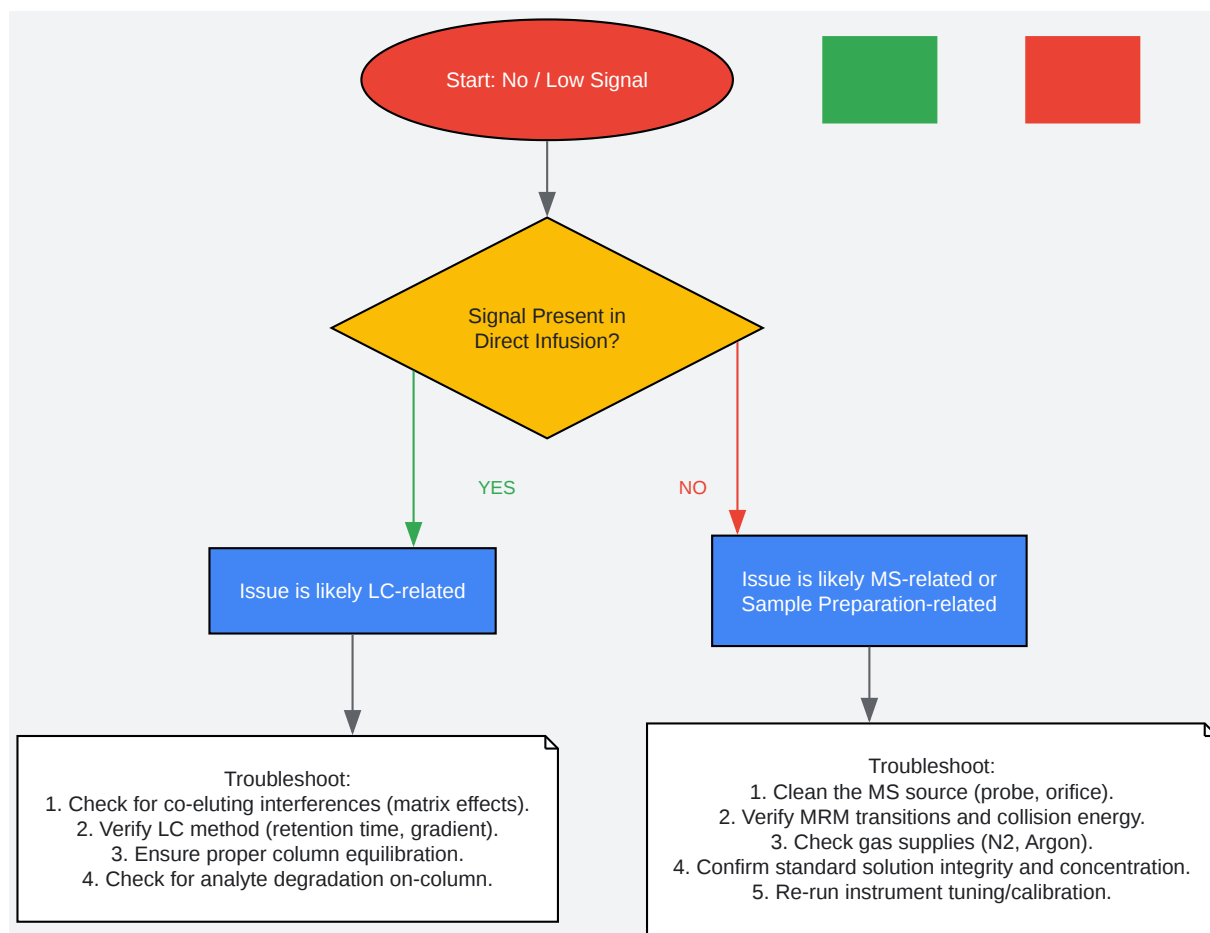 Start: No / Low Signal
Signal Present in
Direct Infusion?
YES
NO
Issue is likely LC-related
Issue is likely MS-related or
Sample Preparation-related
Troubleshoot:
1. Check for co-eluting interferences (matrix effects).
2. Verify LC method (retention time, gradient).
3. Ensure proper column equilibration.
4. Check for analyte degradation on-column.
Troubleshoot:
1. Clean the MS source (probe, orifice).
2. Verify MRM transitions and collision energy.
3. Check gas supplies (N2, Argon).
4. Confirm standard solution integrity and concentration.
5. Re-run instrument tuning/calibration.